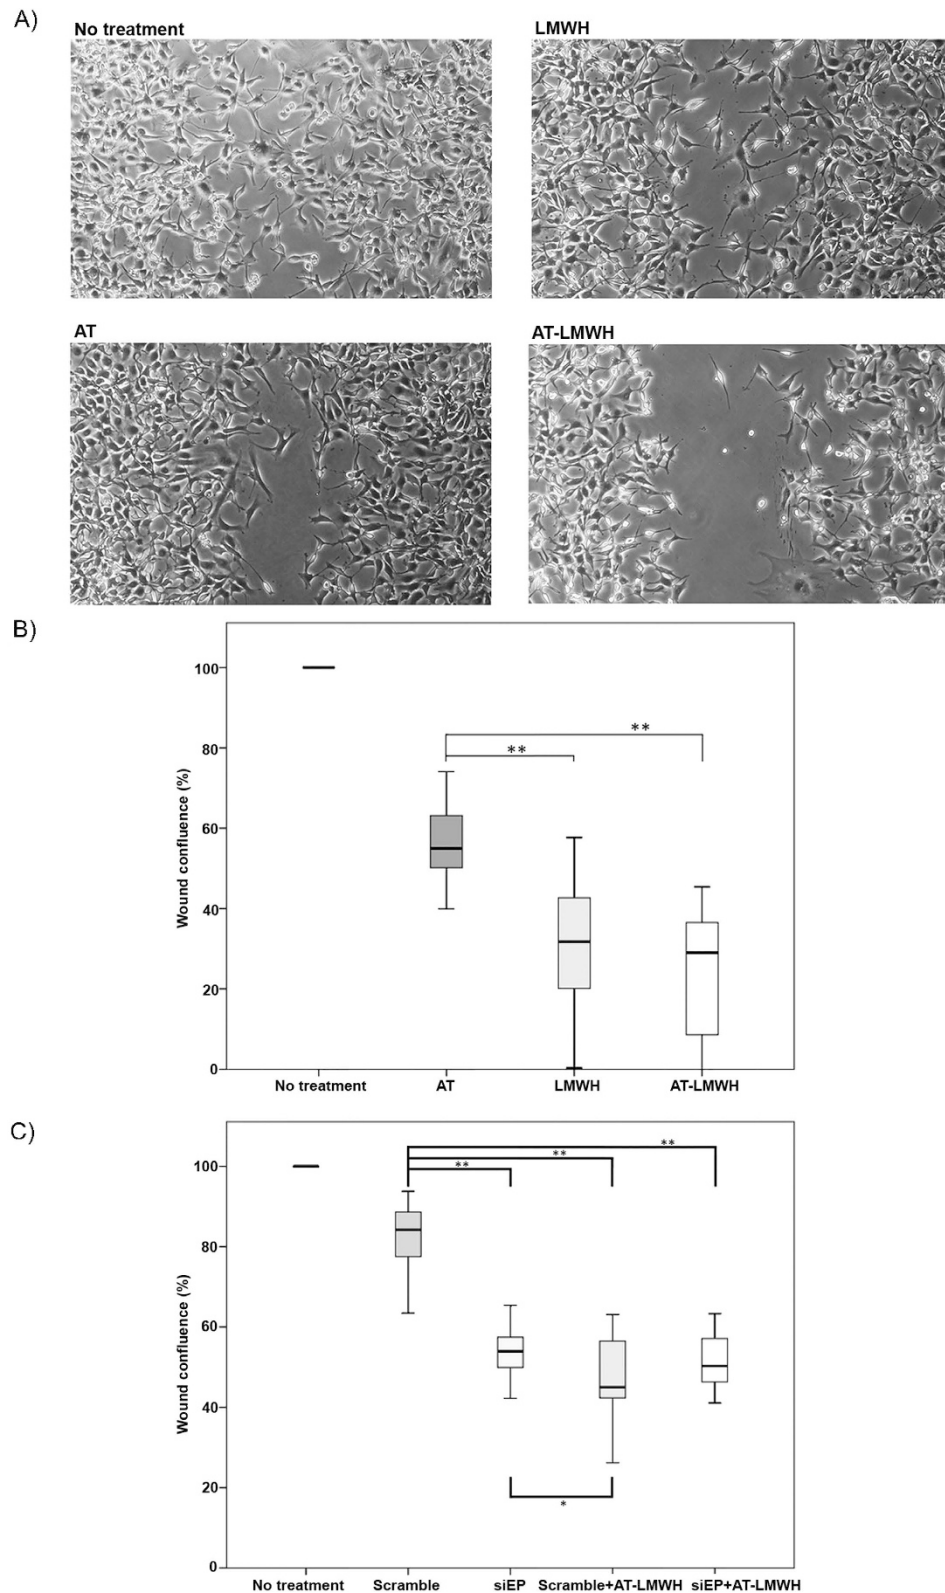 A)
No treatment
LMWH
AT
AT-LMWH
B)
Wound confluence (%)
100
80
60
40
20
0
**
**
No treatment AT LMWH AT-LMWH
C)
Wound confluence (%)
100
80
60
40
20
0
**
**
**
*
No treatment Scramble siEP Scramble+AT-LMWH siEP+AT-LMWH